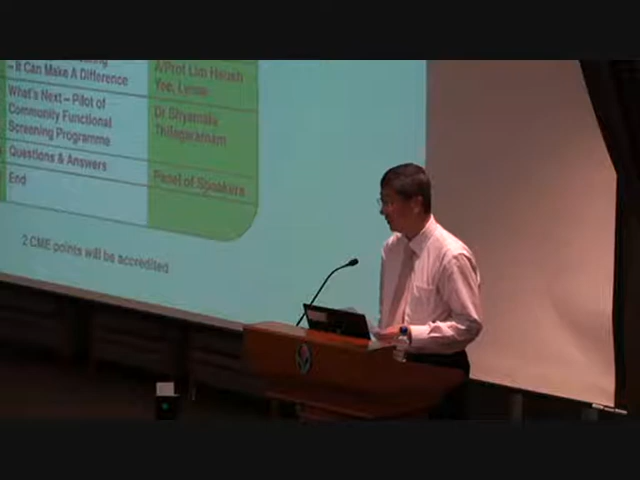 – It Can Make A Difference
A/Prof Lim Hsueh
Yee, Lynne
What's Next – Pilot of
Community Functional
Screening Programme
Dr Shyamala
Thilagaratnam
Questions & Answers
Panel of Speakers
End
2 CME points will be accredited